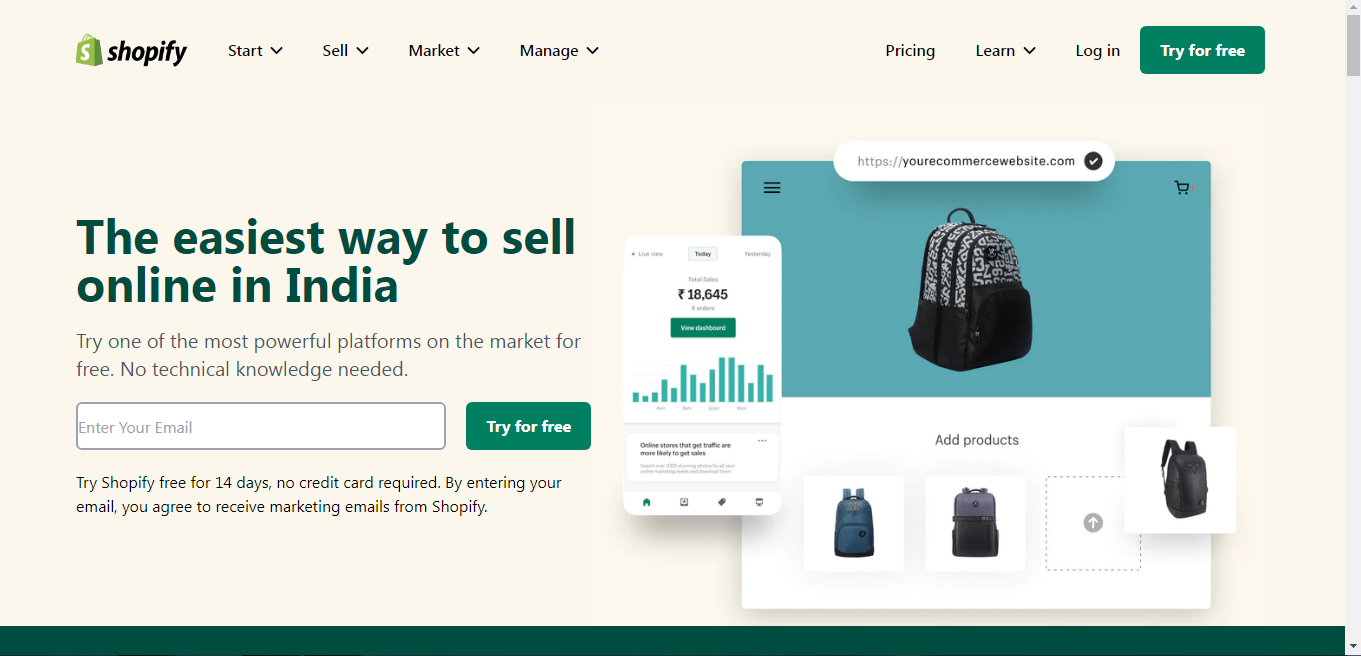 shopify
Start
Sell
Market
Manage
Pricing
Learn
Log in
Try for free
The easiest way to sell
online in India
Try one of the most powerful platforms on the market for
free. No technical knowledge needed.
Enter Your Email
Try for free
Try Shopify free for 14 days, no credit card required. By entering your
email, you agree to receive marketing emails from Shopify.
https://yourecommercewebsite.com
Live view
Today
Yesterday
Total Sales
₹ 18,645
6 orders
View dashboard
Online stores that get traffic are
more likely to get sales
Search over 2000 stunning photos for all your
online marketing needs and download them.
Add products